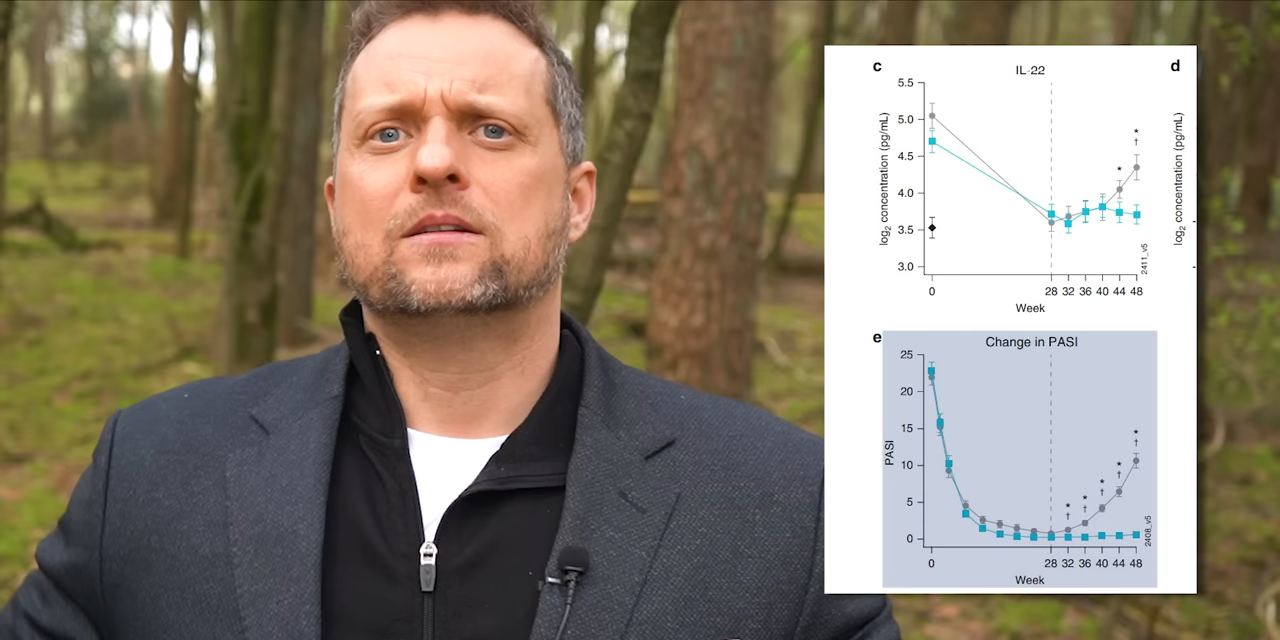 c
IL-22
d
5.5
5.0
4.5
4.0
3.5
3.0
log2 concentration (pg/mL)
*
*
†
2411_v5
0 28 32 36 40 44 48
Week
log2 concentration (pg/mL)
e
Change in PASI
25
20
15
10
5
0
PASI
*
†
*
†
*
†
*
†
*
†
2408_v5
0 28 32 36 40 44 48
Week